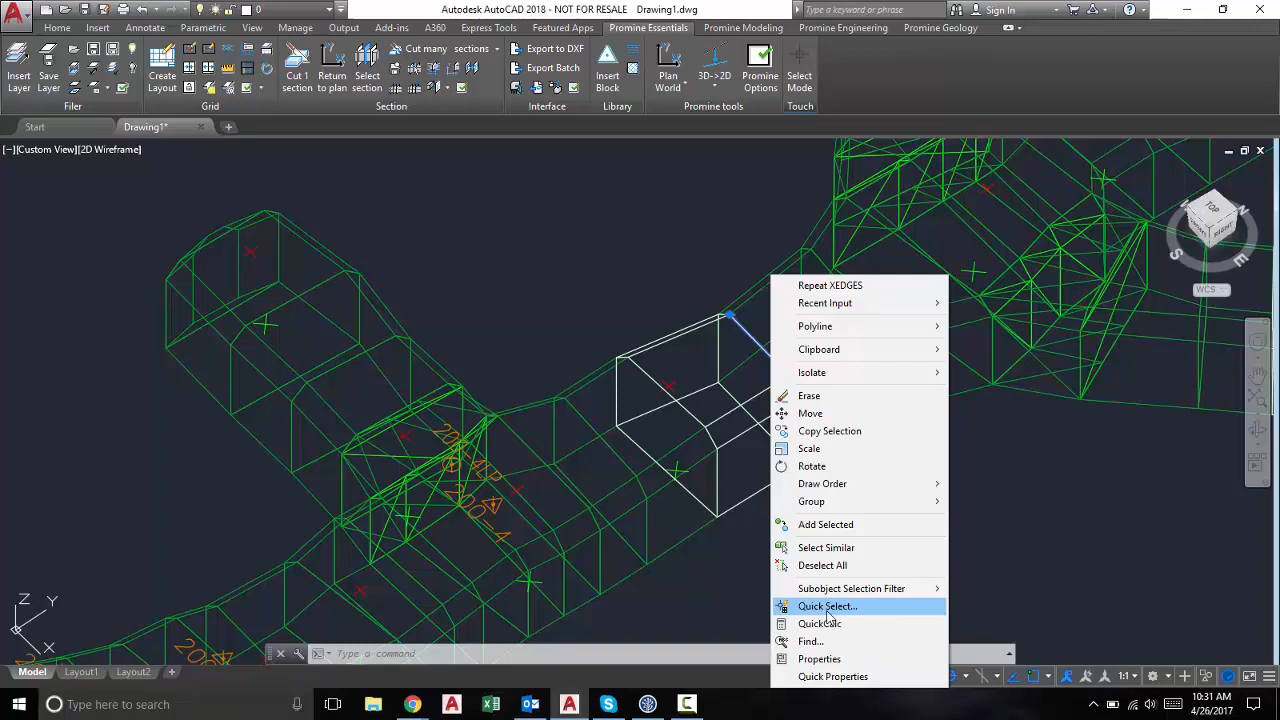 Autodesk AutoCAD 2018 - NOT FOR RESALE Drawing1.dwg
0
Type a keyword or phrase
Sign In
Home Insert Annotate Parametric View Manage Output Add-ins A360 Express Tools Featured Apps Promine Essentials Promine Modeling Promine Engineering Promine Geology
Insert Layer
Save Layer
Create Layout
Cut 1 section
Return to plan
Select Section
Cut many sections
Export to DXF
Export Batch
Insert Block
Plan World
3D->2D
Promine Options
Select Mode
Filer Grid Section Interface Library Promine tools Touch
Start Drawing1*
[−][Custom View][2D Wireframe]
TOP
FRONT
RIGHT
N
S
E
WCS
Repeat XEDGES
Recent Input
Polyline
Clipboard
Isolate
Erase
Move
Copy Selection
Scale
Rotate
Draw Order
Group
Add Selected
Select Similar
Deselect All
Subobject Selection Filter
Quick Select...
QuickCalc
Find...
Properties
Quick Properties
Z
Y
X
Type a command
Model Layout1 Layout2
1:1
Type here to search
10:31 AM
4/26/2017